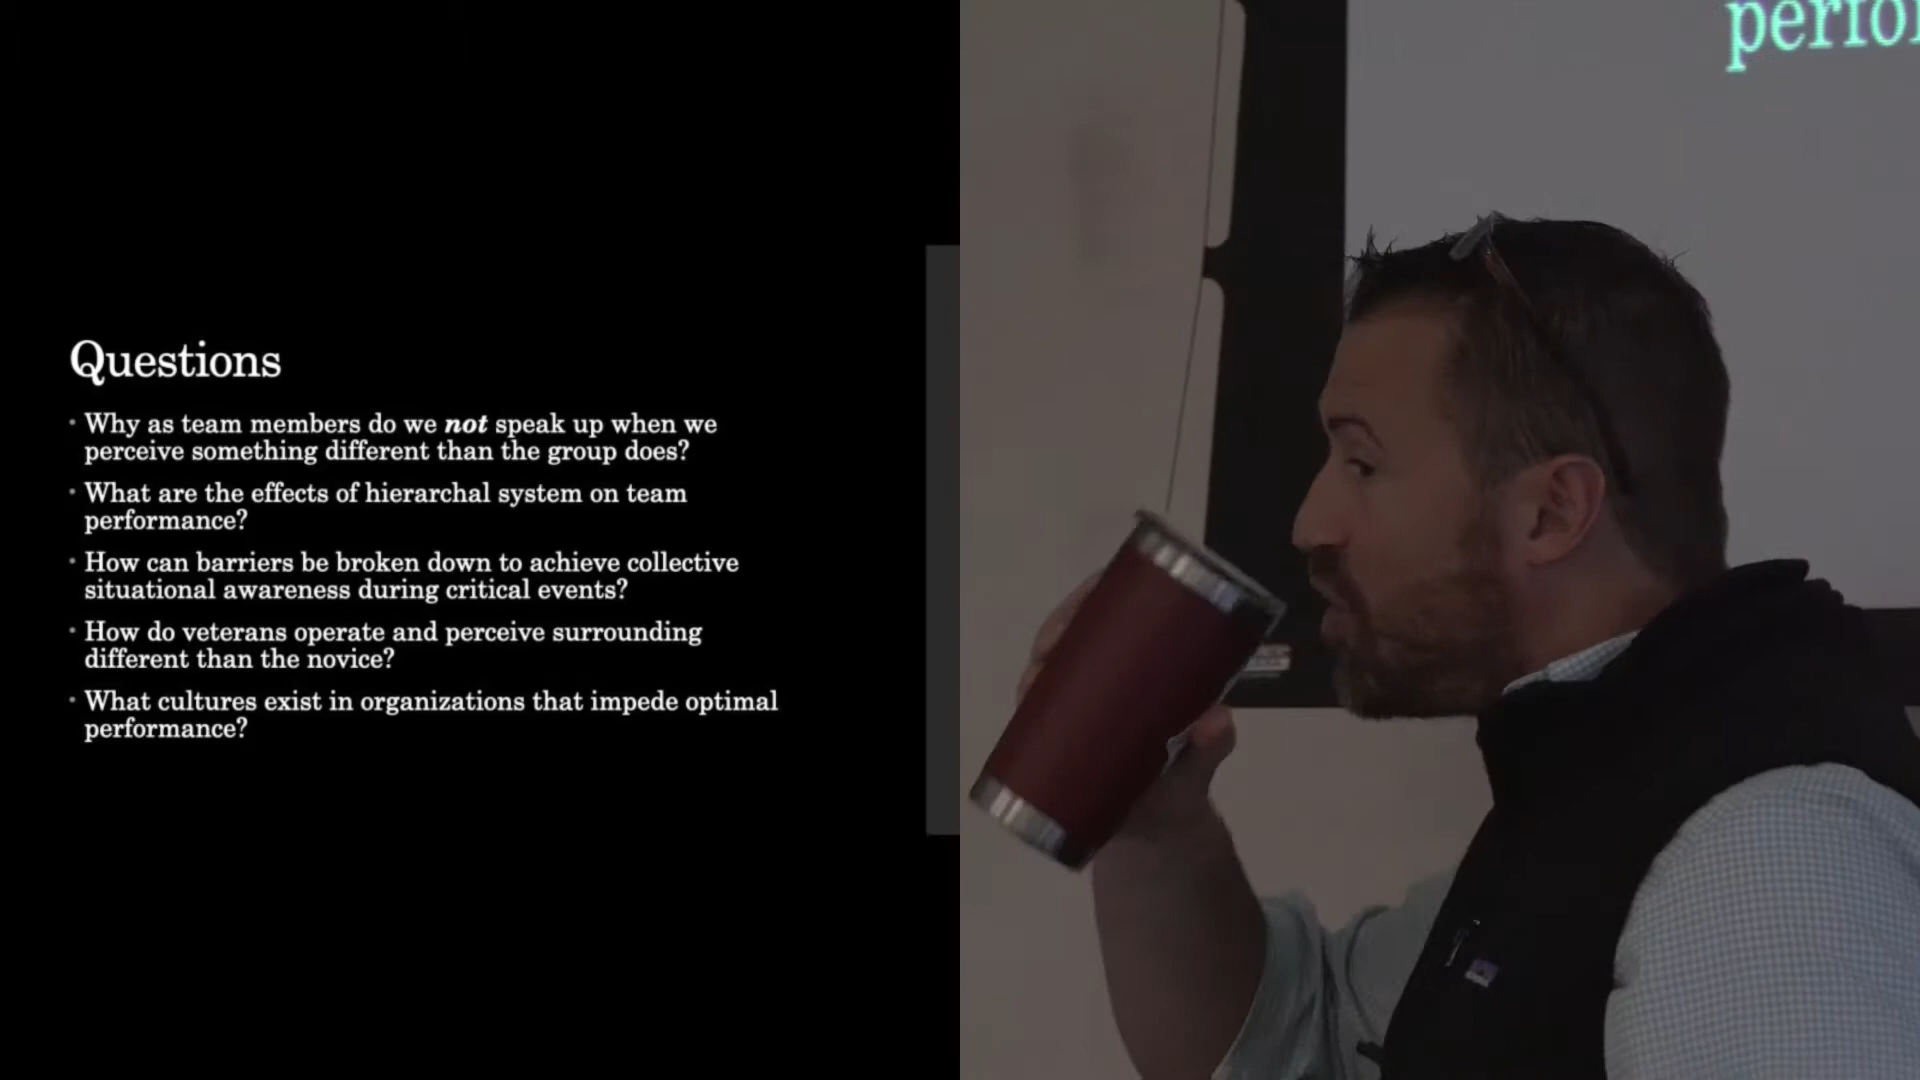 perfo
Questions
• Why as team members do we not speak up when we
perceive something different than the group does?
• What are the effects of hierarchal system on team
performance?
• How can barriers be broken down to achieve collective
situational awareness during critical events?
• How do veterans operate and perceive surrounding
different than the novice?
• What cultures exist in organizations that impede optimal
performance?